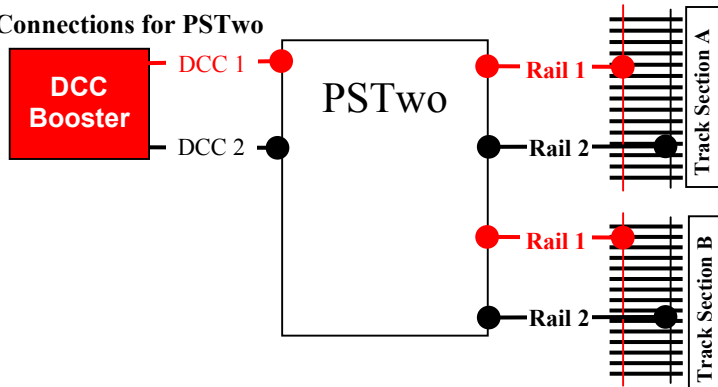 Connections for PSTwo
DCC
Booster
DCC 1
DCC 2
PSTwo
Rail 1
Rail 2
Track Section A
Rail 1
Rail 2
Track Section B